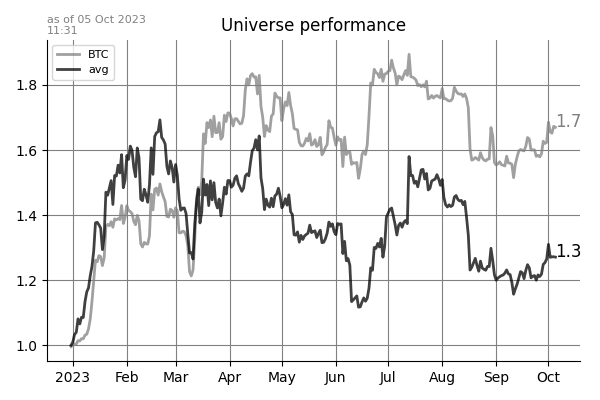 as of 05 Oct 2023
11:31
Universe performance
BTC
avg
1.8
1.7
1.6
1.4
1.3
1.2
1.0
2023 Feb Mar Apr May Jun Jul Aug Sep Oct